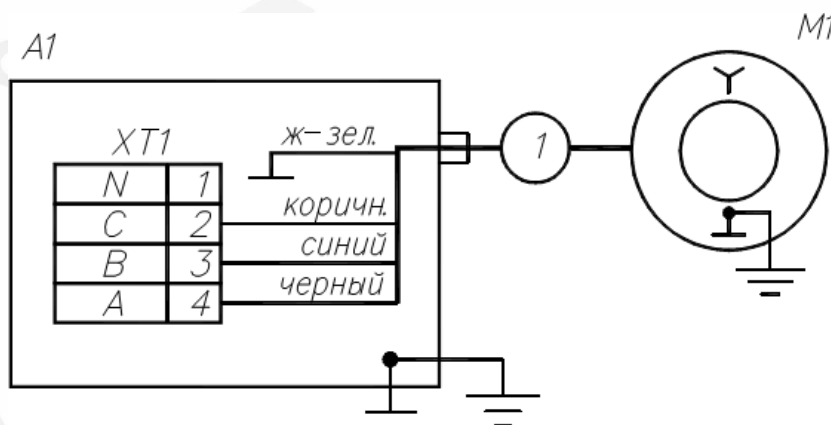 A1
M1
XT1
ж-зел.
N 1
C 2
коричн.
B 3
синий
A 4
черный
1